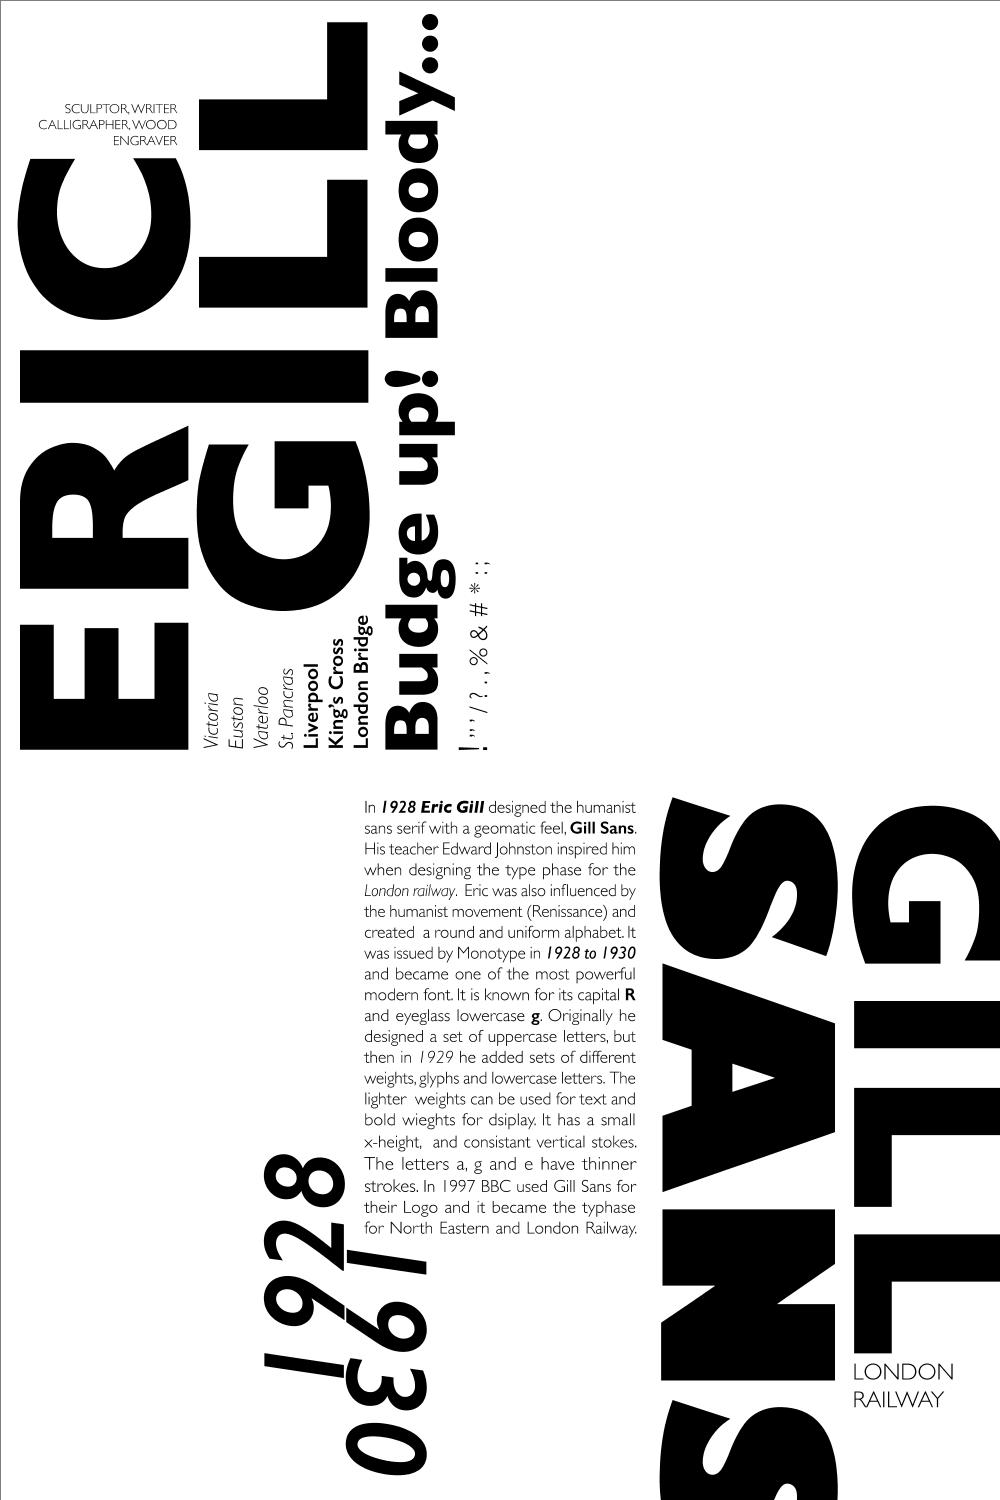 SCULPTOR, WRITER
CALLIGRAPHER, WOOD
ENGRAVER
ERIC
GILL
Victoria
Euston
Vaterloo
St. Pancras
Liverpool
King's Cross
London Bridge
Budge up! Bloody...
! " ' / ? . , % & # * : ;
In 1928 Eric Gill designed the humanist
sans serif with a geomatic feel, Gill Sans.
His teacher Edward Johnston inspired him
when designing the type phase for the
London railway. Eric was also influenced by
the humanist movement (Renissance) and
created a round and uniform alphabet. It
was issued by Monotype in 1928 to 1930
and became one of the most powerful
modern font. It is known for its capital R
and eyeglass lowercase g. Originally he
designed a set of uppercase letters, but
then in 1929 he added sets of different
weights, glyphs and lowercase letters. The
lighter weights can be used for text and
bold wieghts for dsiplay. It has a small
x-height, and consistant vertical stokes.
The letters a, g and e have thinner
strokes. In 1997 BBC used Gill Sans for
their Logo and it became the typhase
for North Eastern and London Railway.
1928
1930
GILL
SANS
LONDON
RAILWAY